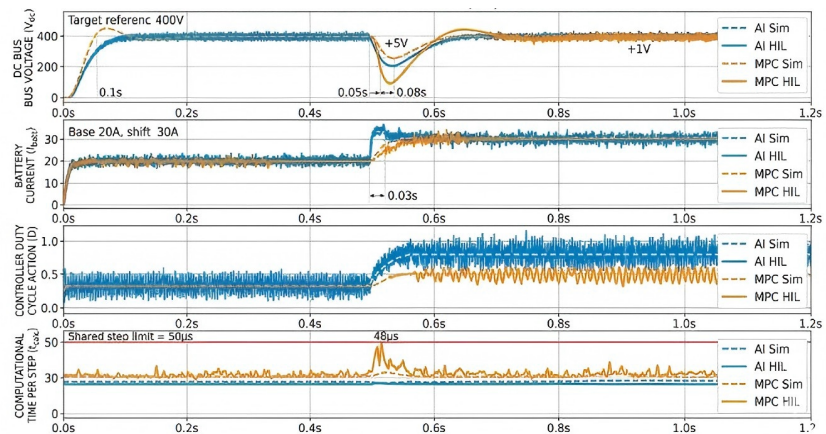 Target referenc 400V
DC BUS
BUS VOLTAGE (Vdc)
400
200
0
0.1s
+5V
0.05s
0.08s
+1V
AI Sim
AI HIL
MPC Sim
MPC HIL
0.0s 0.2s 0.4s 0.6s 0.8s 1.0s 1.2s
Base 20A, shift 30A
BATTERY
CURRENT (Ibat)
30
20
10
0
0.03s
AI Sim
AI HIL
MPC Sim
MPC HIL
0.0s 0.2s 0.4s 0.6s 0.8s 1.0s 1.2s
CONTROLLER DUTY
CYCLE ACTION (D)
1.0
0.5
0.0
AI Sim
AI HIL
MPC Sim
MPC HIL
0.0s 0.2s 0.4s 0.6s 0.8s 1.0s 1.2s
Shared step limit = 50μs
48μs
COMPUTATIONAL
TIME PER STEP (tcalc)
50
30
0
AI Sim
AI HIL
MPC Sim
MPC HIL
0.0s 0.2s 0.4s 0.6s 0.8s 1.0s